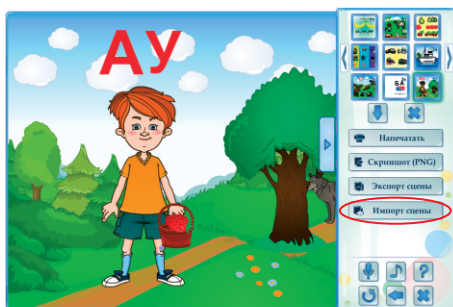 АУ
Напечатать
Скриншот (PNG)
Экспорт сцены
Импорт сцены
?